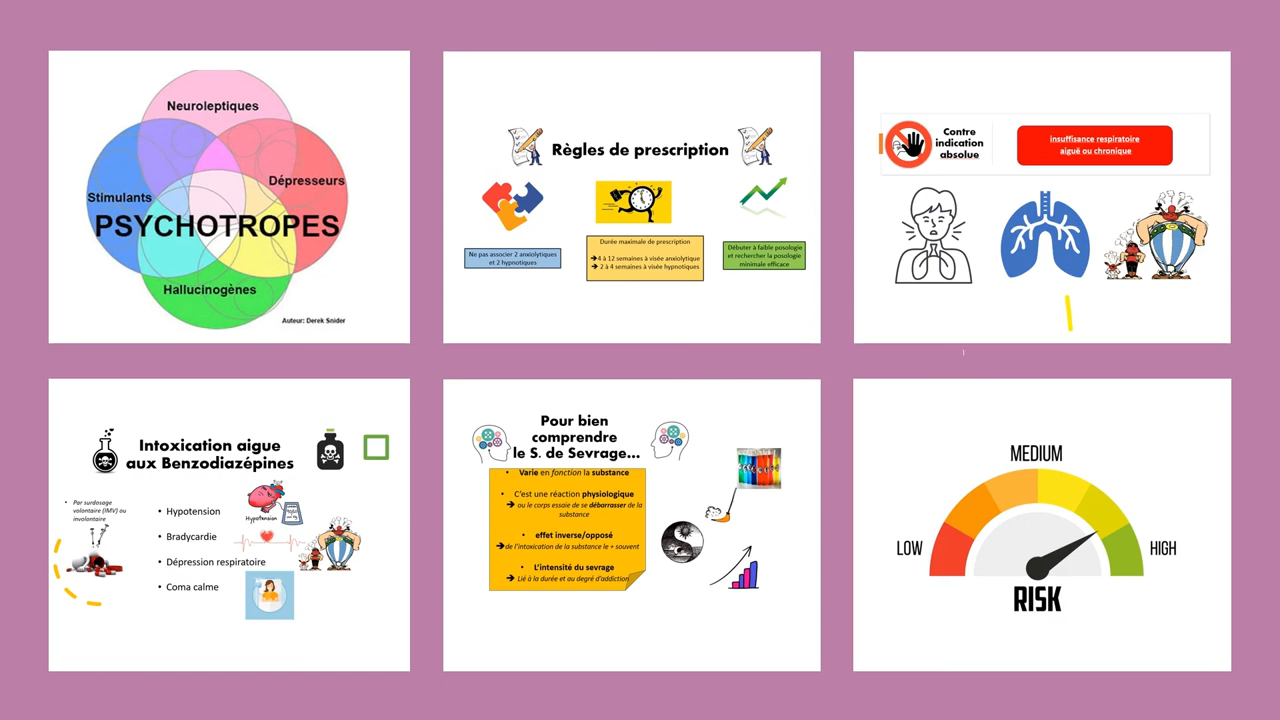 Neuroleptiques
Stimulants
Dépresseurs
PSYCHOTROPES
Hallucinogènes
Auteur: Derek Snider
Règles de prescription
Ne pas associer 2 anxiolytiques
et 2 hypnotiques
Durée maximale de prescription
➔4 à 12 semaines à visée anxiolytique
➔ 2 à 4 semaines à visée hypnotiques
Débuter à faible posologie
et rechercher la posologie
minimale efficace
Contre
indication
absolue
insuffisance respiratoire
aiguë ou chronique
Intoxication aigue
aux Benzodiazépines
• Par surdosage
volontaire (IMV) ou
involontaire
• Hypotension
• Bradycardie
• Dépression respiratoire
• Coma calme
Hypotension
Pour bien
comprendre
le S. de Sevrage...
• Varie en fonction la substance
• C'est une réaction physiologique
➔ ou le corps essaie de se débarrasser de la
substance
• effet inverse/opposé
➔de l'intoxication de la substance le + souvent
• L'intensité du sevrage
➔ Lié à la durée et au degré d'addiction
MEDIUM
LOW
HIGH
RISK